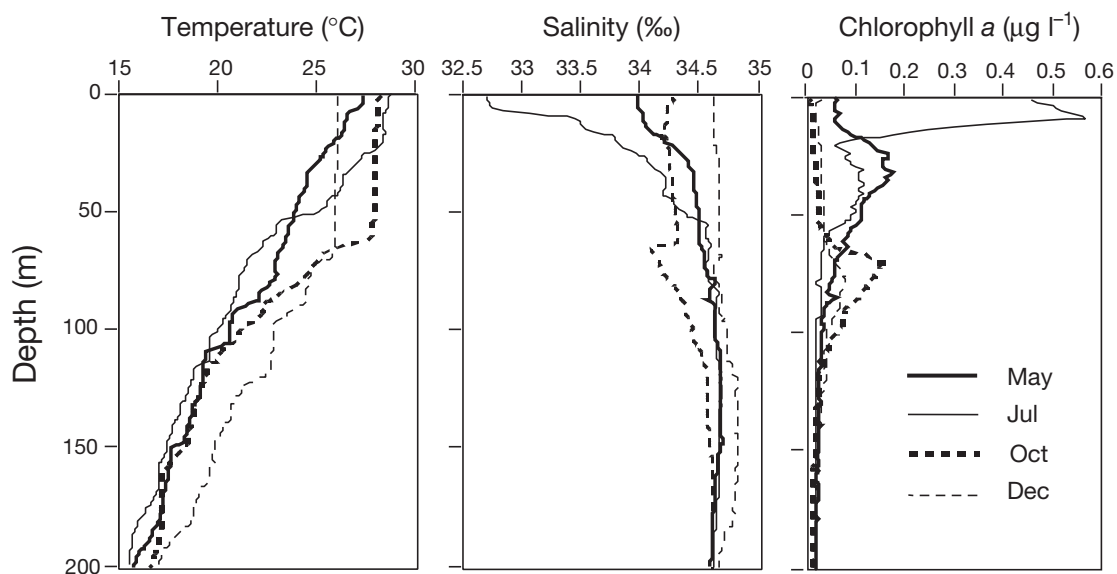 Temperature (°C) Salinity (‰) Chlorophyll a (μg l⁻¹)
15 20 25 30 32.5 33 33.5 34 34.5 35 0 0.1 0.2 0.3 0.4 0.5 0.6
0
50
100
150
200
Depth (m)
May
Jul
Oct
Dec